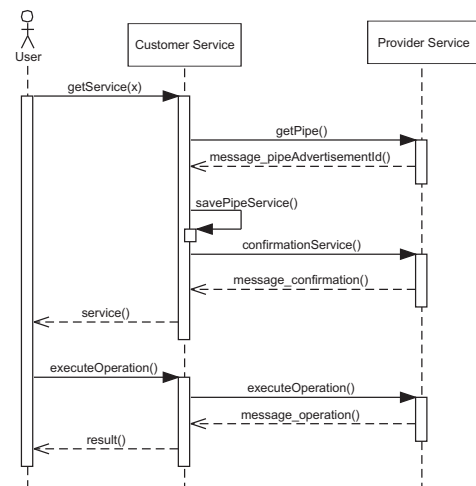 Customer Service
Provider Service
User
getService(x)
getPipe()
message_pipeAdvertisementId()
savePipeService()
confirmationService()
message_confirmation()
service()
executeOperation()
executeOperation()
message_operation()
result()